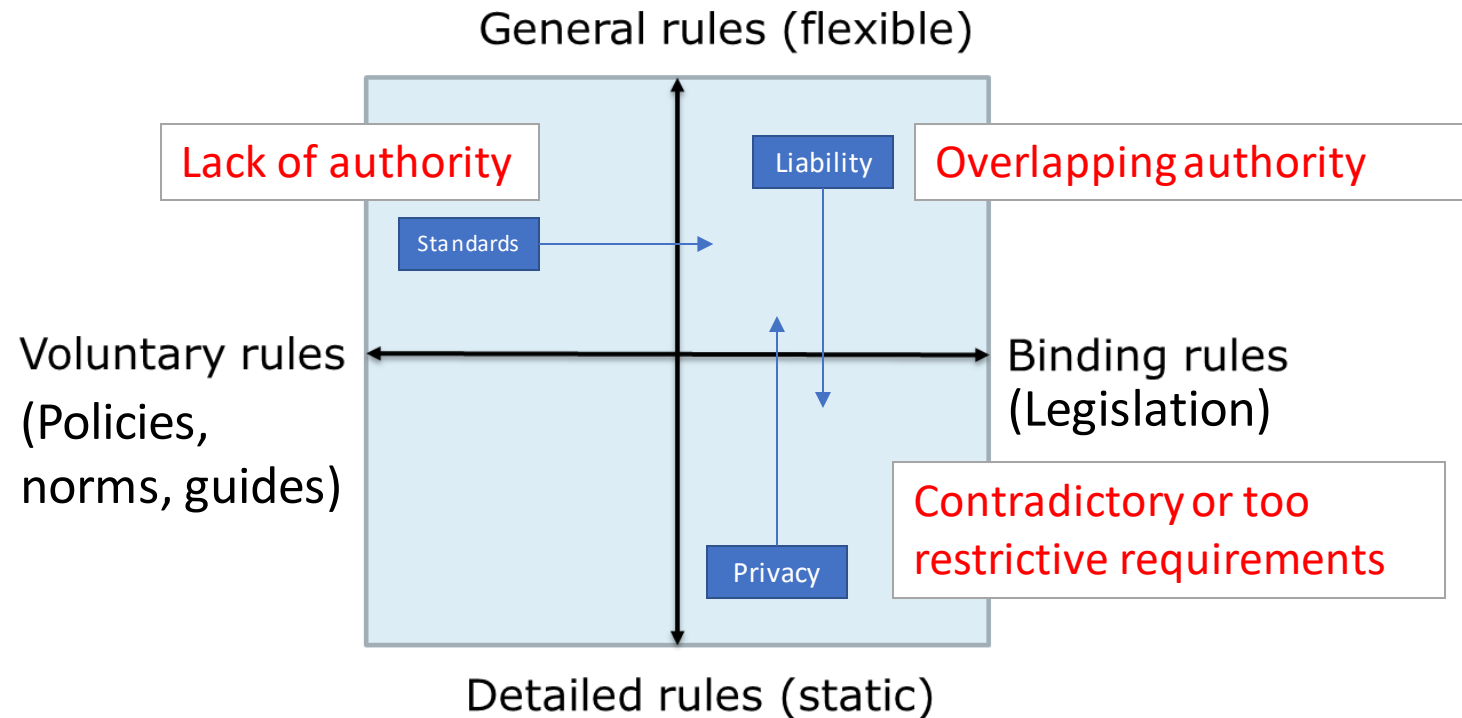 General rules (flexible)
Lack of authority
Liability
Overlapping authority
Standards
Voluntary rules
(Policies,
norms, guides)
Binding rules
(Legislation)
Contradictory or too
restrictive requirements
Privacy
Detailed rules (static)